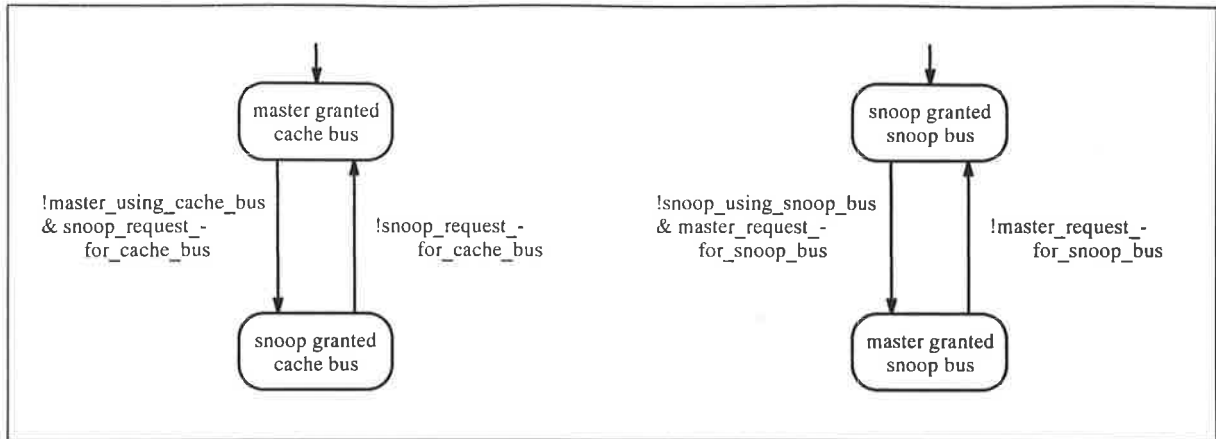 master granted
cache bus
!master_using_cache_bus
& snoop_request_-
for_cache_bus
!snoop_request_-
for_cache_bus
snoop granted
cache bus
snoop granted
snoop bus
!snoop_using_snoop_bus
& master_request_-
for_snoop_bus
!master_request_-
for_snoop_bus
master granted
snoop bus